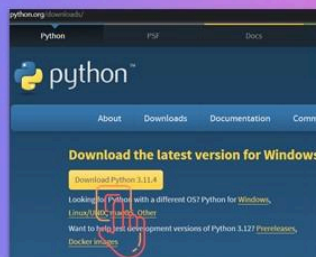 python.org/downloads/
Python PSF Docs
python™
About Downloads Documentation Comm
Download the latest version for Windows
Download Python 3.11.4
Looking for Python with a different OS? Python for Windows,
Linux/UNIX, macOS, Other
Want to help test development versions of Python 3.12? Prereleases,
Docker images